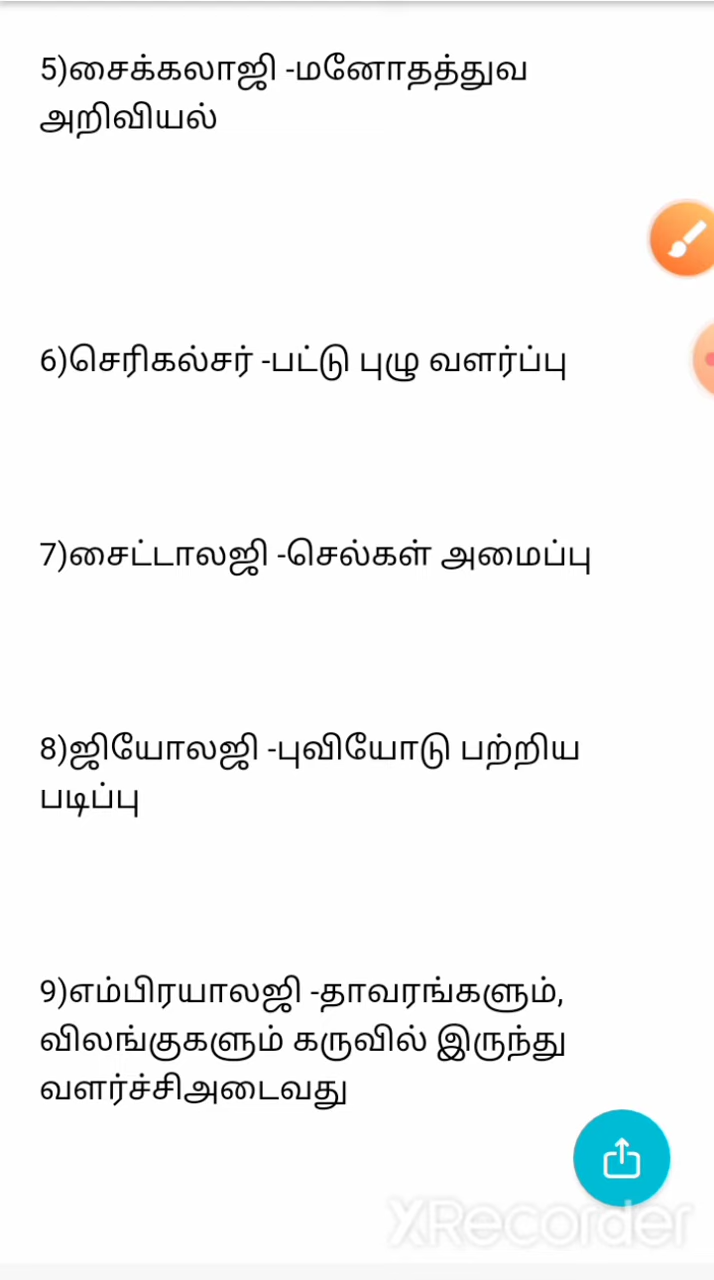 5)சைக்கலாஜி -மனோதத்துவ
அறிவியல்
6)செரிகல்சர் -பட்டு புழு வளர்ப்பு
7)சைட்டாலஜி -செல்கள் அமைப்பு
8)ஜியோலஜி -புவியோடு பற்றிய
படிப்பு
9)எம்பிரயாலஜி -தாவரங்களும்,
விலங்குகளும் கருவில் இருந்து
வளர்ச்சிஅடைவது
XRecorder